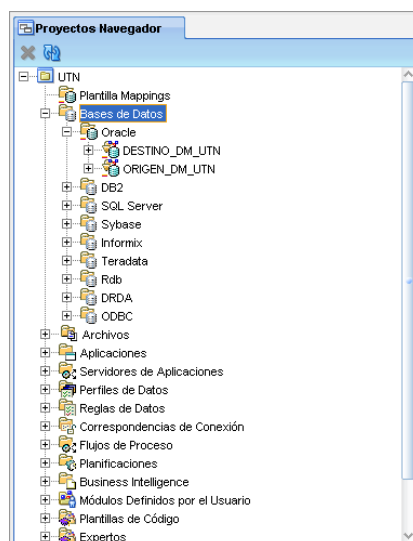 Proyectos Navegador
UTN
Plantilla Mappings
Bases de Datos
Oracle
DESTINO_DM_UTN
ORIGEN_DM_UTN
DB2
SQL Server
Sybase
Informix
Teradata
Rdb
DRDA
ODBC
Archivos
Aplicaciones
Servidores de Aplicaciones
Perfiles de Datos
Reglas de Datos
Correspondencias de Conexión
Flujos de Proceso
Planificaciones
Business Intelligence
Módulos Definidos por el Usuario
Plantillas de Código
Expertos